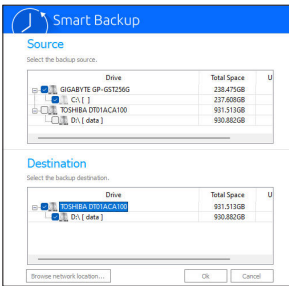 Smart Backup
Source
Select the backup source.
Drive Total Space U
GIGABYTE GP-GST256G 238.475GB
C:\ [ ] 237.608GB
TOSHIBA DT01ACA100 931.513GB
D:\ [ data ] 930.882GB
Destination
Select the backup destination.
Drive Total Space U
TOSHIBA DT01ACA100 931.513GB
D:\ [ data ] 930.882GB
Browse network location... Ok Cancel